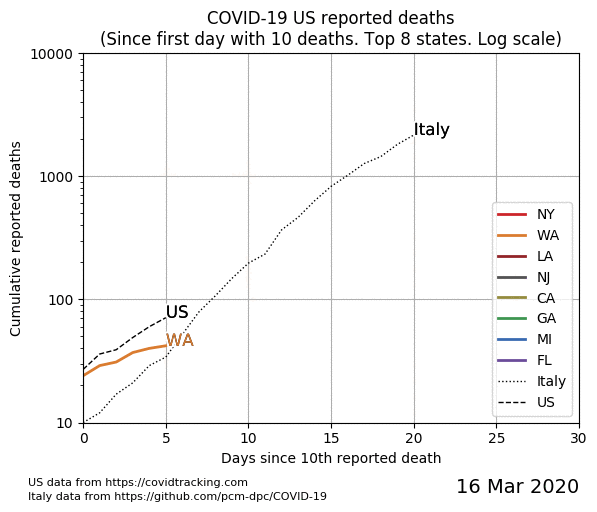 COVID-19 US reported deaths
(Since first day with 10 deaths. Top 8 states. Log scale)
Cumulative reported deaths
10000
1000
100
10
Italy
US
WA
NY
WA
LA
NJ
CA
GA
MI
FL
Italy
US
0 5 10 15 20 25 30
Days since 10th reported death
US data from https://covidtracking.com
Italy data from https://github.com/pcm-dpc/COVID-19
16 Mar 2020